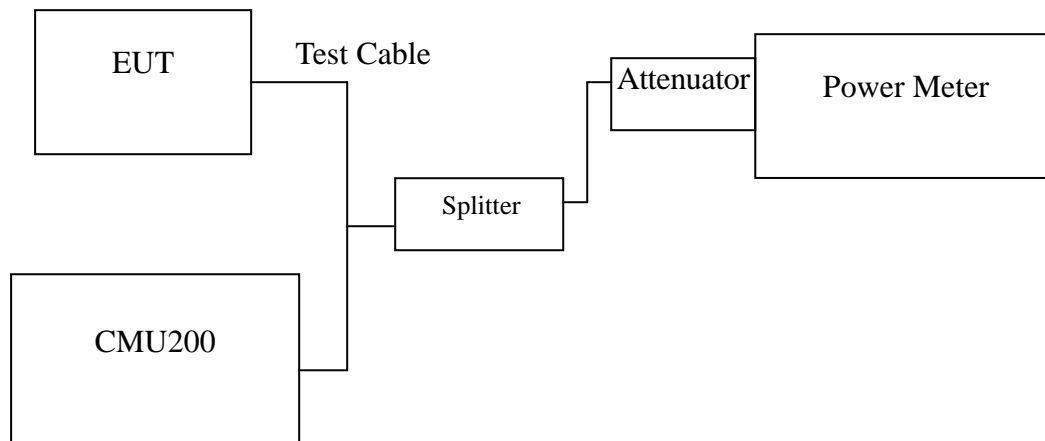 EUT
Test Cable
Attenuator
Power Meter
Splitter
CMU200